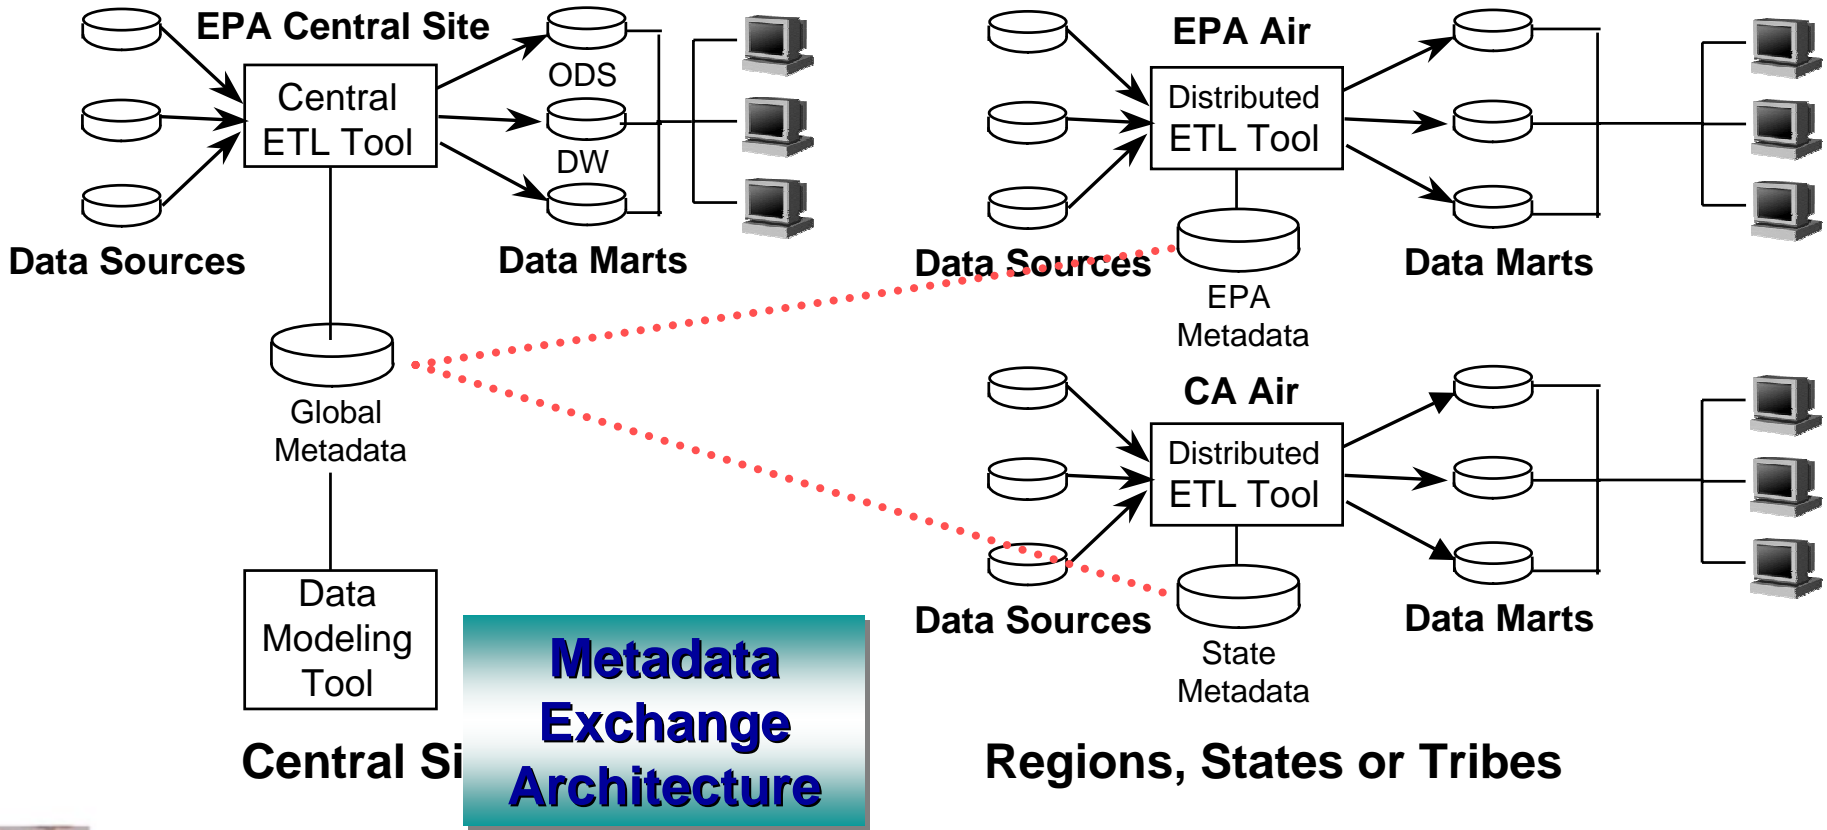 EPA Central Site
Central
ETL Tool
ODS
DW
Data Sources
Data Marts
Global
Metadata
Data
Modeling
Tool
Central Si
Metadata
Exchange
Architecture
EPA Air
Distributed
ETL Tool
Data Sources
Data Marts
EPA
Metadata
CA Air
Distributed
ETL Tool
Data Sources
Data Marts
State
Metadata
Regions, States or Tribes